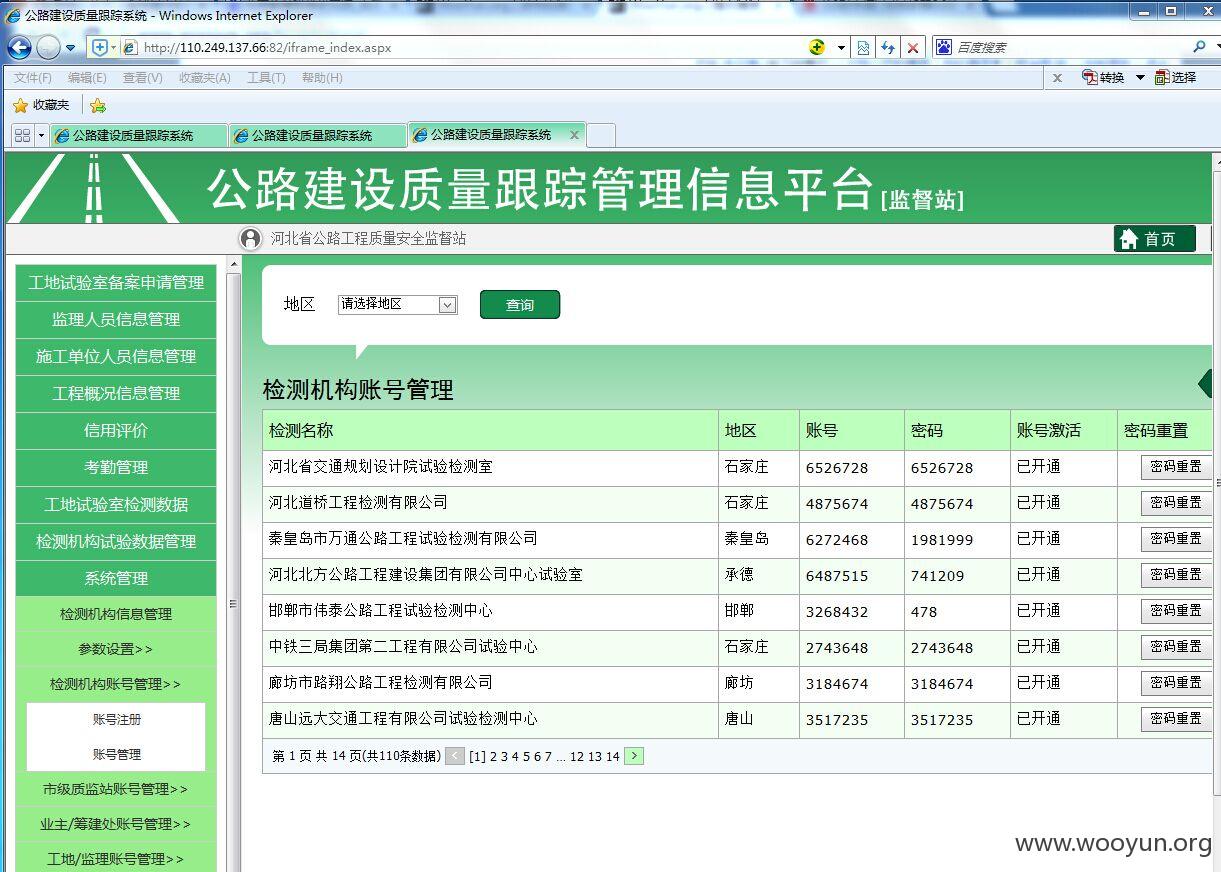 公路建设质量跟踪系统 - Windows Internet Explorer
http://110.249.137.66:82/iframe_index.aspx
百度搜索
文件(F) 编辑(E) 查看(V) 收藏夹(A) 工具(T) 帮助(H)
x 转换 选择
收藏夹
公路建设质量跟踪系统 公路建设质量跟踪系统 公路建设质量跟踪系统 x
公路建设质量跟踪管理信息平台[监督站]
河北省公路工程质量安全监督站 首页
工地试验室备案申请管理
监理人员信息管理
施工单位人员信息管理
工程概况信息管理
信用评价
考勤管理
工地试验室检测数据
检测机构试验数据管理
系统管理
检测机构信息管理
参数设置>>
检测机构账号管理>>
账号注册
账号管理
市级质监站账号管理>>
业主/筹建处账号管理>>
工地/监理账号管理>>
地区 请选择地区 查询
检测机构账号管理
检测名称 地区 账号 密码 账号激活 密码重置
河北省交通规划设计院试验检测室 石家庄 6526728 6526728 已开通 密码重置
河北道桥工程检测有限公司 石家庄 4875674 4875674 已开通 密码重置
秦皇岛市万通公路工程试验检测有限公司 秦皇岛 6272468 1981999 已开通 密码重置
河北北方公路工程建设集团有限公司中心试验室 承德 6487515 741209 已开通 密码重置
邯郸市伟泰公路工程试验检测中心 邯郸 3268432 478 已开通 密码重置
中铁三局集团第二工程有限公司试验中心 石家庄 2743648 2743648 已开通 密码重置
廊坊市路翔公路工程检测有限公司 廊坊 3184674 3184674 已开通 密码重置
唐山远大交通工程有限公司试验检测中心 唐山 3517235 3517235 已开通 密码重置
第 1 页 共 14 页(共110条数据) < [1] 2 3 4 5 6 7 ... 12 13 14 >
www.wooyun.org